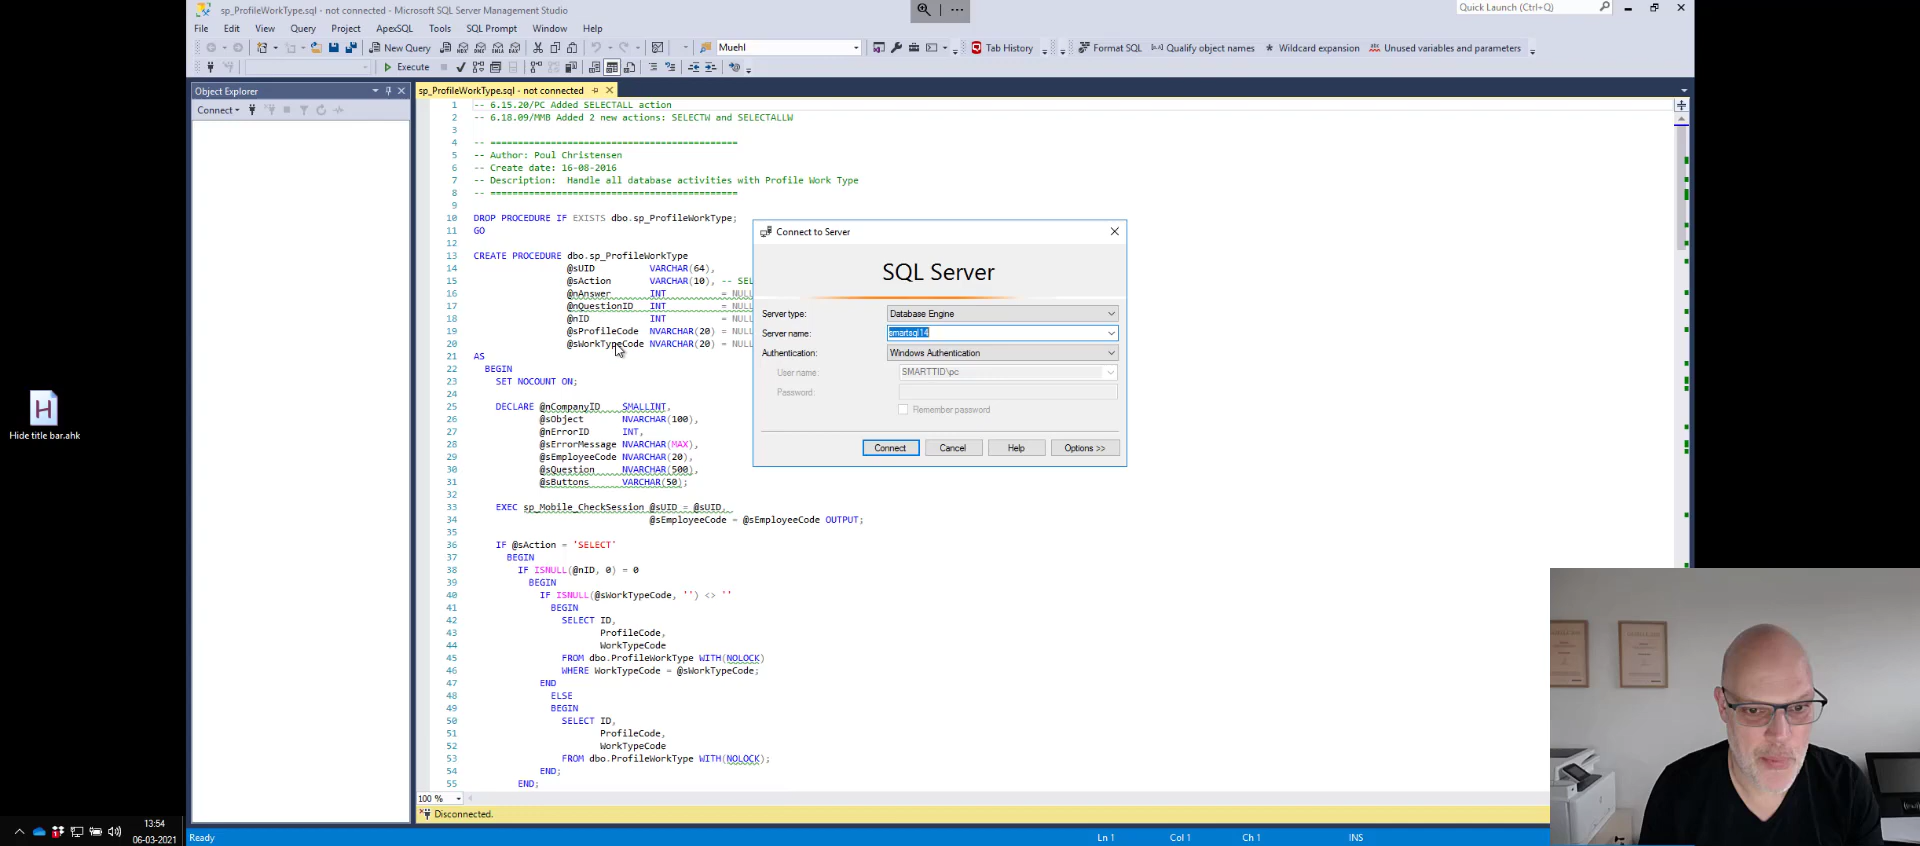 sp_ProfileWorkType.sql - not connected - Microsoft SQL Server Management Studio
Quick Launch (Ctrl+Q)
File Edit View Query Project ApexSQL Tools SQL Prompt Window Help
New Query
Muehl
Tab History
Format SQL
Qualify object names
Wildcard expansion
Unused variables and parameters
Execute
Object Explorer
Connect
sp_ProfileWorkType.sql - not connected
1 -- 6.15.20/PC Added SELECTALL action
2 -- 6.18.09/MMB Added 2 new actions: SELECTW and SELECTALLW
3
4 -- =============================================
5 -- Author: Poul Christensen
6 -- Create date: 16-08-2016
7 -- Description: Handle all database activities with Profile Work Type
8 -- =============================================
9
10 DROP PROCEDURE IF EXISTS dbo.sp_ProfileWorkType;
11 GO
12
13 CREATE PROCEDURE dbo.sp_ProfileWorkType
14 @sUID VARCHAR(64),
15 @sAction VARCHAR(10), -- SEL
16 @nAnswer INT = NULL
17 @nQuestionID INT = NULL
18 @nID INT = NULL
19 @sProfileCode NVARCHAR(20) = NULL
20 @sWorkTypeCode NVARCHAR(20) = NULL
21 AS
22 BEGIN
23 SET NOCOUNT ON;
24
25 DECLARE @nCompanyID SMALLINT,
26 @sObject NVARCHAR(100),
27 @nErrorID INT,
28 @sErrorMessage NVARCHAR(MAX),
29 @sEmployeeCode NVARCHAR(20),
30 @sQuestion NVARCHAR(500),
31 @sButtons VARCHAR(50);
32
33 EXEC sp_Mobile_CheckSession @sUID = @sUID,
34 @sEmployeeCode = @sEmployeeCode OUTPUT;
35
36 IF @sAction = 'SELECT'
37 BEGIN
38 IF ISNULL(@nID, 0) = 0
39 BEGIN
40 IF ISNULL(@sWorkTypeCode, '') <> ''
41 BEGIN
42 SELECT ID,
43 ProfileCode,
44 WorkTypeCode
45 FROM dbo.ProfileWorkType WITH(NOLOCK)
46 WHERE WorkTypeCode = @sWorkTypeCode;
47 END
48 ELSE
49 BEGIN
50 SELECT ID,
51 ProfileCode,
52 WorkTypeCode
53 FROM dbo.ProfileWorkType WITH(NOLOCK);
54 END;
55 END;
100 %
Disconnected.
Ready
Ln 1
Col 1
Ch 1
INS
Connect to Server
SQL Server
Server type: Database Engine
Server name: smartsql14
Authentication: Windows Authentication
User name: SMARTTID\pc
Password:
Remember password
Connect Cancel Help Options >>
Hide title bar.ahk
13:54
06-03-2021